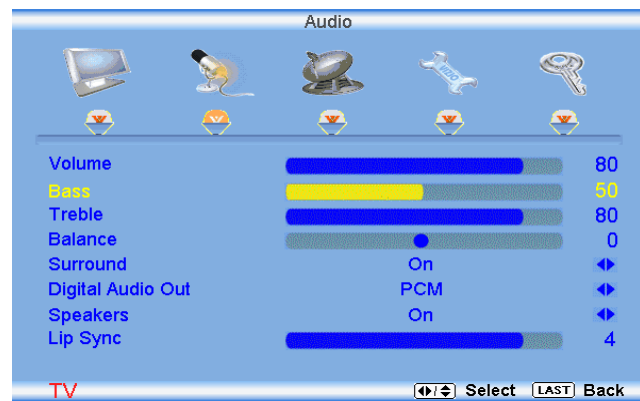 Audio
VIZIO
Volume 80
Bass 50
Treble 80
Balance 0
Surround On
Digital Audio Out PCM
Speakers On
Lip Sync 4
TV Select LAST Back